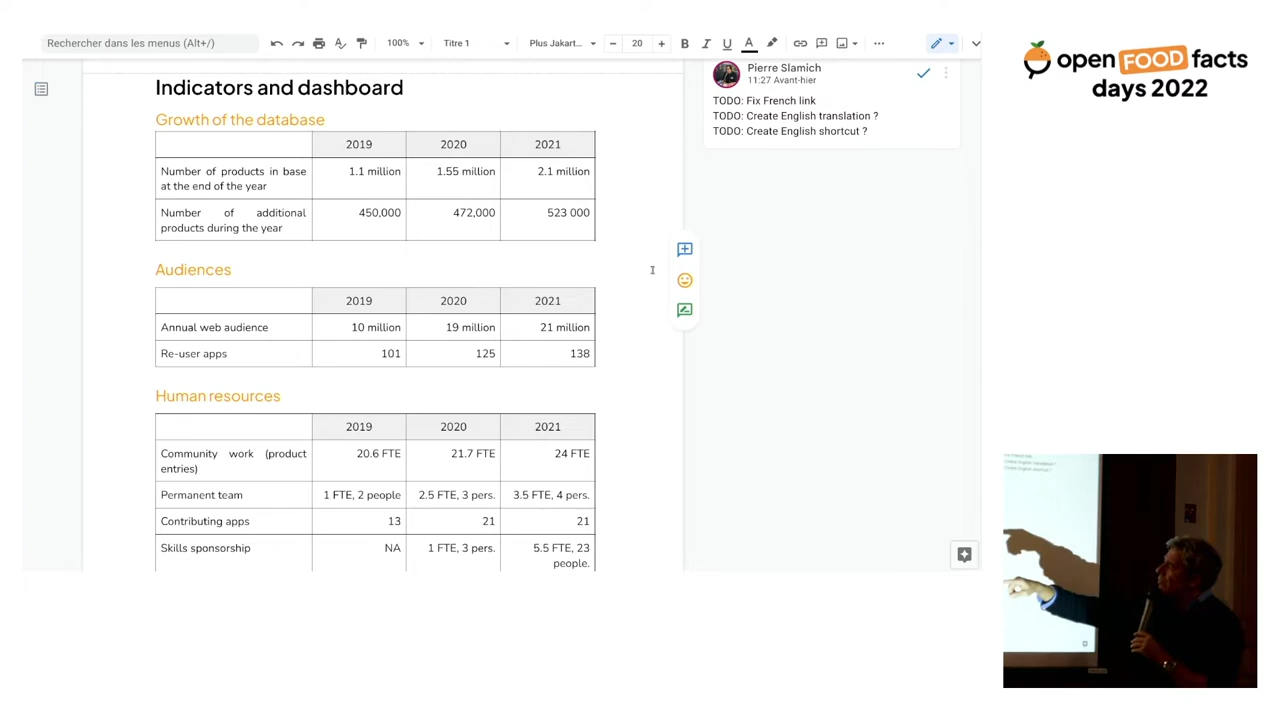 Rechercher dans les menus (Alt+/)
100%
Titre 1
Plus Jakart...
20
B I U A
open FOOD facts
days 2022
Indicators and dashboard
Growth of the database
2019 2020 2021
Number of products in base at the end of the year 1.1 million 1.55 million 2.1 million
Number of additional products during the year 450,000 472,000 523 000
Audiences
2019 2020 2021
Annual web audience 10 million 19 million 21 million
Re-user apps 101 125 138
Human resources
2019 2020 2021
Community work (product entries) 20.6 FTE 21.7 FTE 24 FTE
Permanent team 1 FTE, 2 people 2.5 FTE, 3 pers. 3.5 FTE, 4 pers.
Contributing apps 13 21 21
Skills sponsorship NA 1 FTE, 3 pers. 5.5 FTE, 23 people.
Pierre Slamich
11:27 Avant-hier
TODO: Fix French link
TODO: Create English translation ?
TODO: Create English shortcut ?